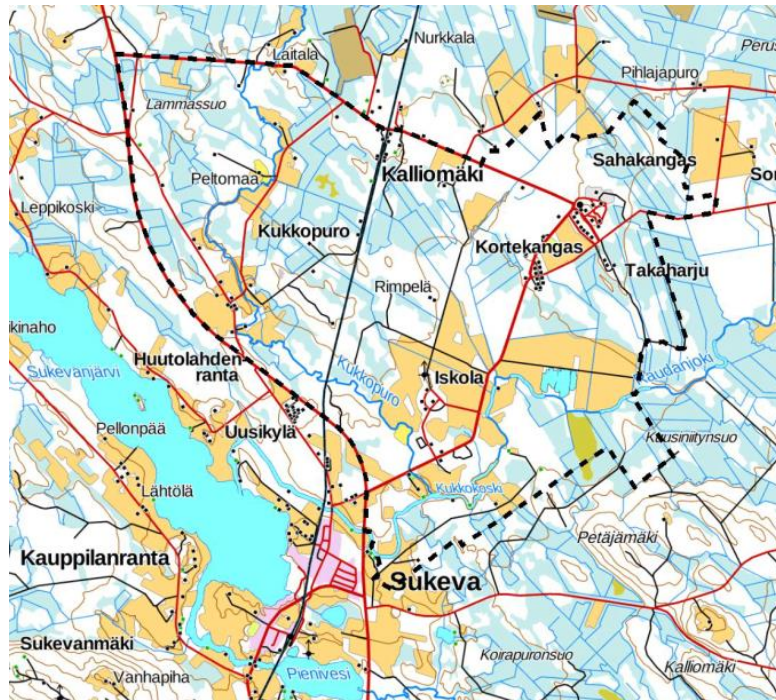 Nurkkala
Laitala
Perus
Pihlajapuro
Lammassuo
Sahakangas
Peltomaa
Kalliomäki
Sor
Leppikoski
Kukkopuro
Kortekangas
Takaharju
Rimpelä
ikinaho
Huutolahden-
ranta
Sukevanjärvi
Kukkopuro
Iskola
audanjoki
Pellonpää
Uusikylä
Kuusiniitynsuo
Lähtölä
Kukkokoski
Petäjämäki
Kauppilanranta
Sukeva
Sukevanmäki
Koirapuronsuo
Kalliomäki
Vanhapiha
Pienivesi